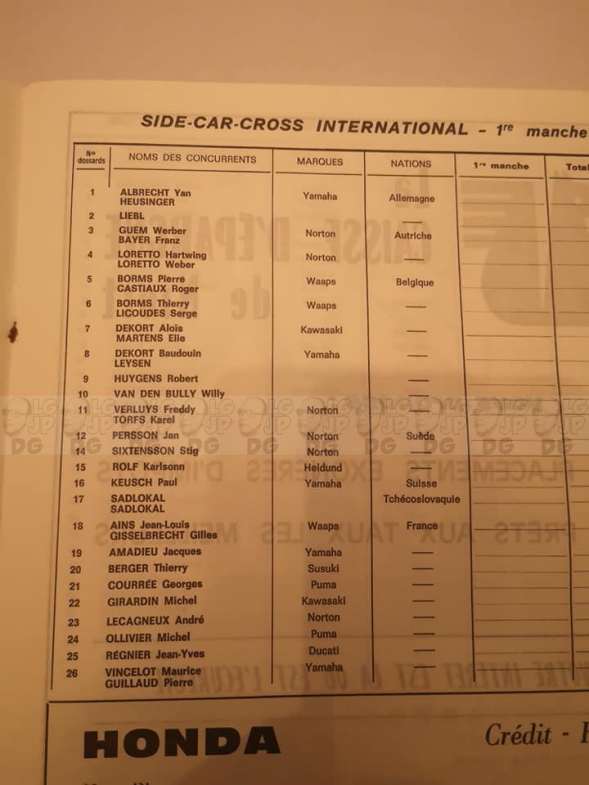 SIDE-CAR-CROSS INTERNATIONAL - 1re manche
Nos dossards NOMS DES CONCURRENTS MARQUES NATIONS 1re manche Total
1 ALBRECHT Yan Yamaha Allemagne
HEUSINGER
2 LIEBL —
3 GUEM Werber Norton Autriche
BAYER Franz
4 LORETTO Hartwing Norton —
LORETTO Weber
5 BORMS Pierre Waaps Belgique
CASTIAUX Roger
6 BORMS Thierry Waaps —
LICOUDES Serge
7 DEKORT Aloïs Kawasaki —
MARTENS Elie
8 DEKORT Baudouin Yamaha —
LEYSEN
9 HUYGENS Robert —
10 VAN DEN BULLY Willy —
11 VERLUYS Freddy Norton —
TORFS Karel
12 PERSSON Jan Norton Suède
14 SIXTENSSON Stig Norton —
15 ROLF Karlsonn Heldund —
16 KEUSCH Paul Yamaha Suisse
17 SADLOKAL Tchécoslovaquie
SADLOKAL
18 AINS Jean-Louis Waaps France
GISSELBRECHT Gilles
19 AMADIEU Jacques Yamaha —
20 BERGER Thierry Susuki —
21 COURRÉE Georges Puma —
22 GIRARDIN Michel Kawasaki —
23 LECAGNEUX André Norton —
24 OLLIVIER Michel Puma —
25 RÉGNIER Jean-Yves Ducati —
26 VINCELOT Maurice Yamaha —
GUILLAUD Pierre
HONDA Crédit -